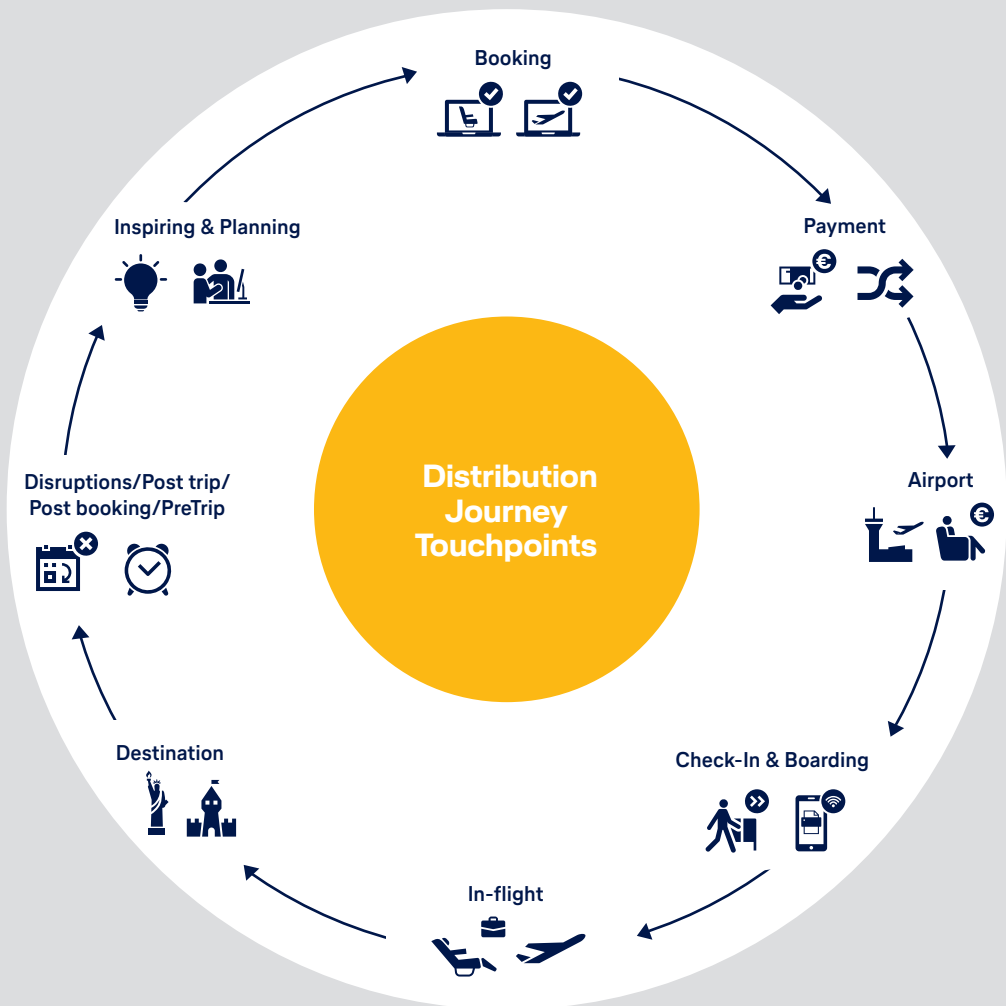 Booking
Inspiring & Planning
Payment
Distribution
Journey
Touchpoints
Disruptions/Post trip/
Post booking/PreTrip
Airport
Destination
Check-In & Boarding
In-flight